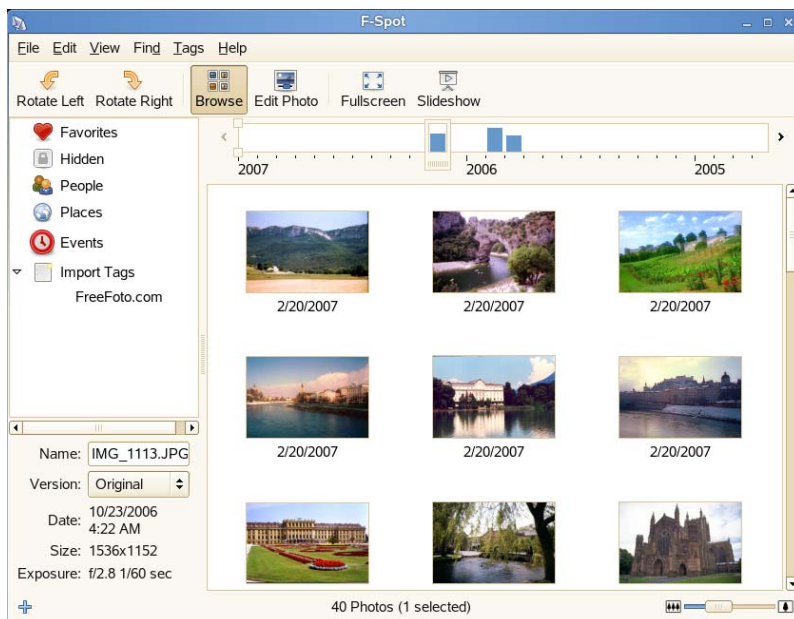 F-Spot
File Edit View Find Tags Help
Rotate Left Rotate Right Browse Edit Photo Fullscreen Slideshow
Favorites
Hidden
People
Places
Events
Import Tags
FreeFoto.com
Name: IMG_1113.JPG
Version: Original
Date: 10/23/2006
4:22 AM
Size: 1536x1152
Exposure: f/2.8 1/60 sec
2007 2006 2005
2/20/2007 2/20/2007 2/20/2007
2/20/2007 2/20/2007 2/20/2007
40 Photos (1 selected)